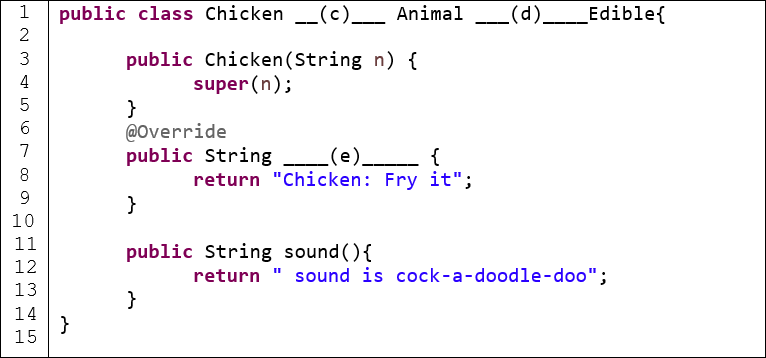 1 public class Chicken __(c)___ Animal ___(d)____Edible{
2
3 public Chicken(String n) {
4 super(n);
5 }
6 @Override
7 public String ____(e)_____ {
8 return "Chicken: Fry it";
9 }
10
11 public String sound(){
12 return " sound is cock-a-doodle-doo";
13 }
14 }
15